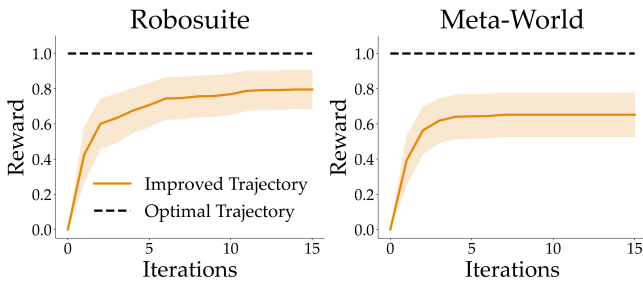 Robosuite
Reward
1.0
0.8
0.6
0.4
0.2
0.0
Improved Trajectory
Optimal Trajectory
0 5 10 15
Iterations
Meta-World
Reward
1.0
0.8
0.6
0.4
0.2
0.0
0 5 10 15
Iterations